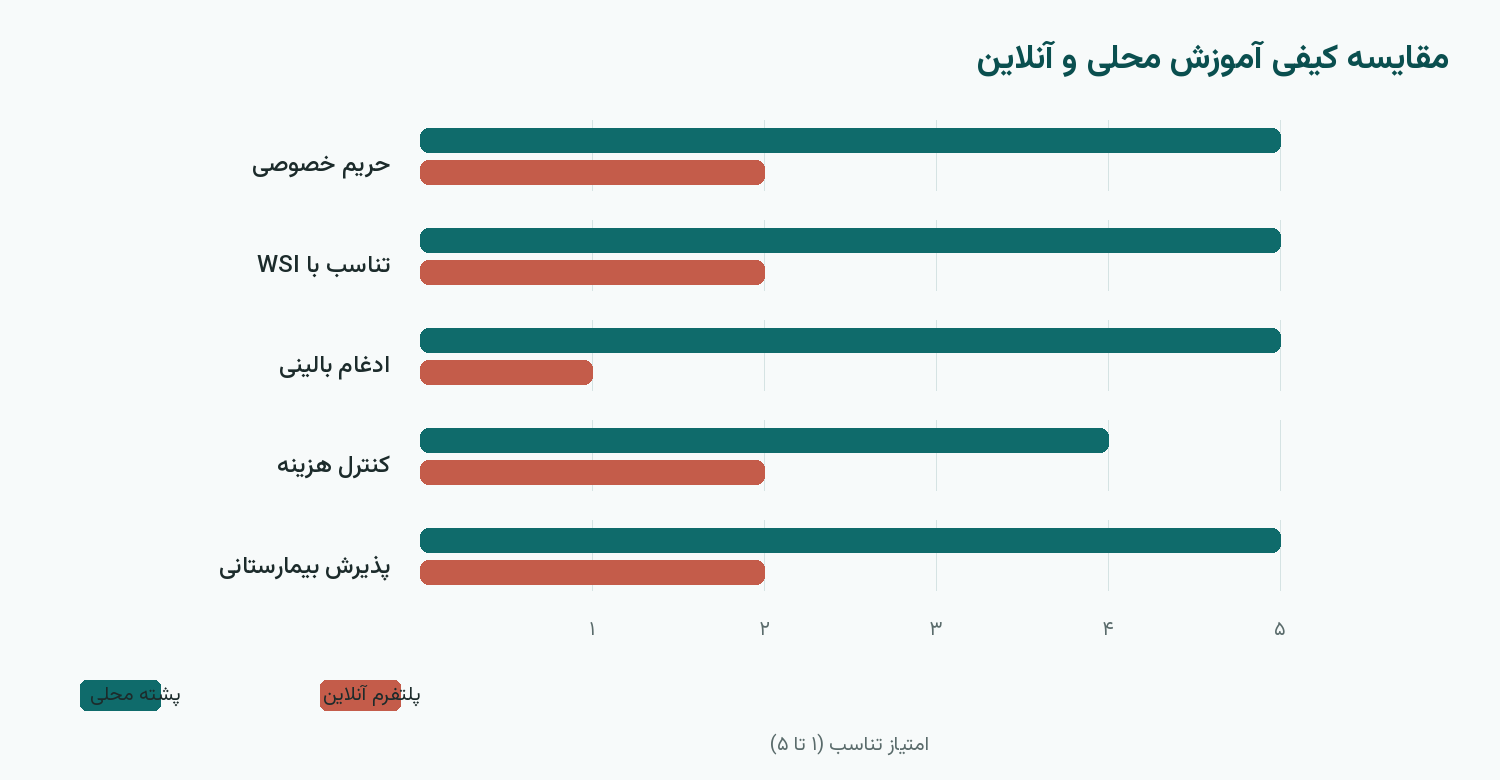 مقایسه کیفی آموزش محلی و آنلاین
حریم خصوصی
تناسب با WSI
ادغام بالینی
کنترل هزینه
پذیرش بیمارستانی
۱ ۲ ۳ ۴ ۵
پشته محلی
پلتفرم آنلاین
امتیاز تناسب (۱ تا ۵)